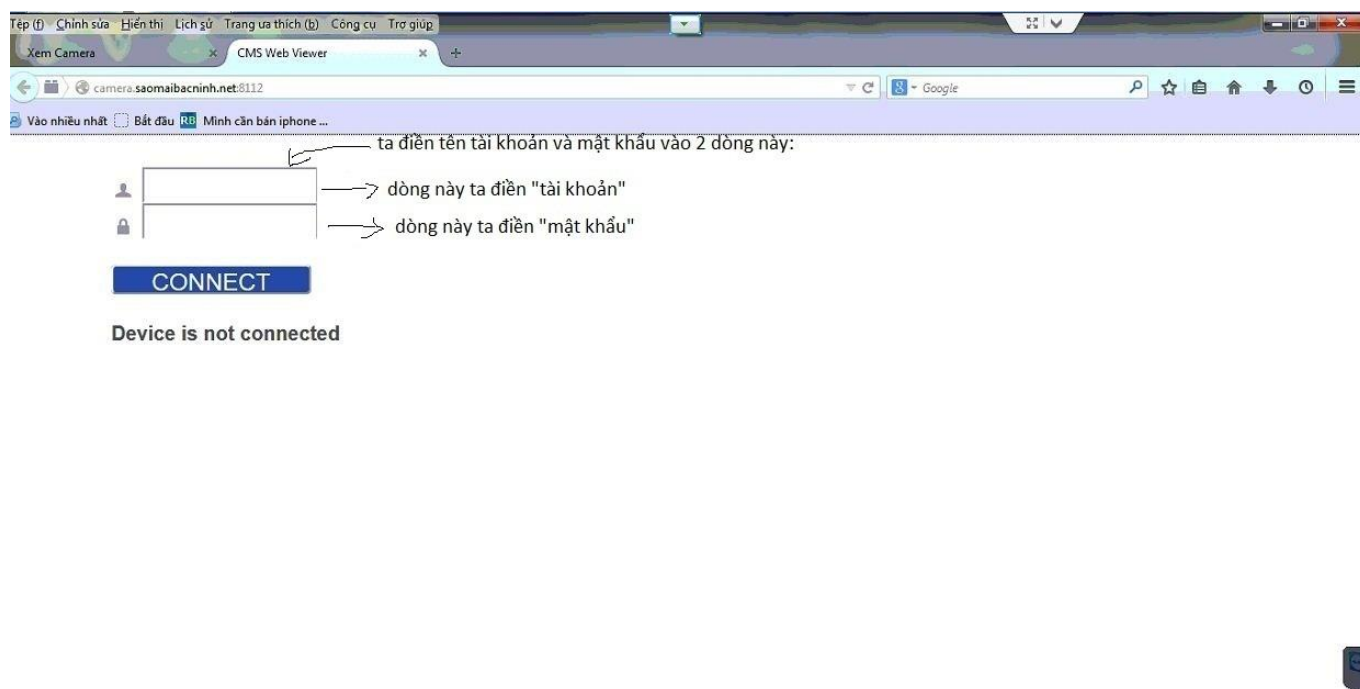 Tệp (f) Chỉnh sửa Hiển thị Lịch sử Trang ưa thích (b) Công cụ Trợ giúp
Xem Camera CMS Web Viewer
camera.saomaibacninh.net:8112 Google
Vào nhiều nhất Bắt đầu RB Mình cần bán iphone ...
ta điền tên tài khoản và mật khẩu vào 2 dòng này:
dòng này ta điền "tài khoản"
dòng này ta điền "mật khẩu"
CONNECT
Device is not connected